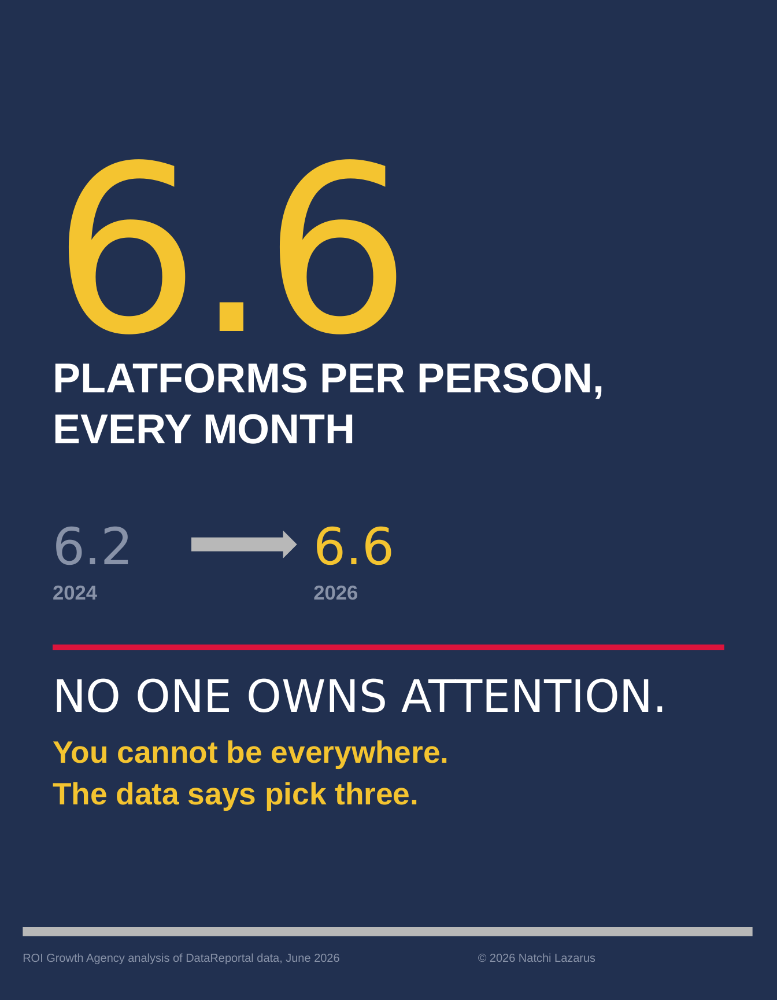 6.6
PLATFORMS PER PERSON,
EVERY MONTH
6.2 6.6
2024 2026
NO ONE OWNS ATTENTION.
You cannot be everywhere.
The data says pick three.
ROI Growth Agency analysis of DataReportal data, June 2026 © 2026 Natchi Lazarus